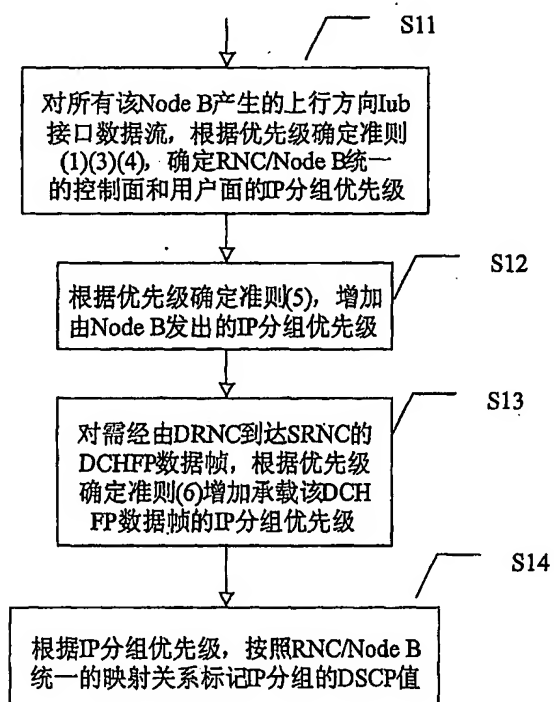 S11
对所有该Node B产生的上行方向Iub
接口数据流，根据优先级确定准则
(1)(3)(4)，确定RNC/Node B统一
的控制面和用户面的IP分组优先级
S12
根据优先级确定准则(5)，增加
由Node B发出的IP分组优先级
S13
对需经由DRNC到达SRNC的
DCHFP数据帧，根据优先级
确定准则(6)增加承载该DCH
FP数据帧的IP分组优先级
S14
根据IP分组优先级，按照RNC/Node B
统一的映射关系标记IP分组的DSCP值